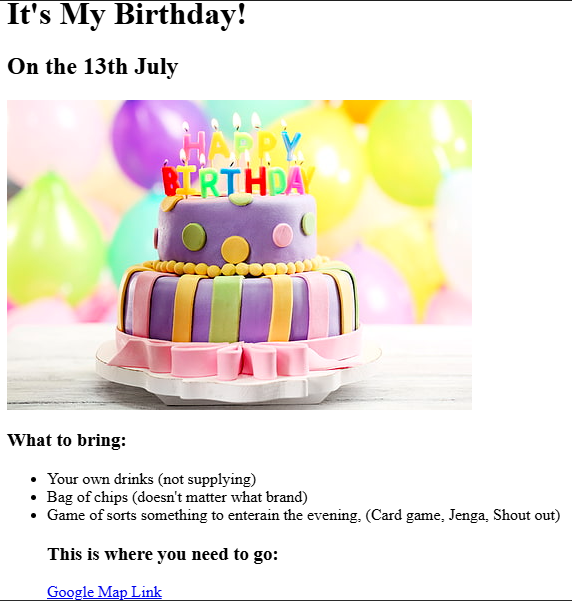 It's My Birthday!
On the 13th July
HAPPY
BIRTHDAY
What to bring:
Your own drinks (not supplying)
Bag of chips (doesn't matter what brand)
Game of sorts something to enterain the evening, (Card game, Jenga, Shout out)
This is where you need to go:
Google Map Link